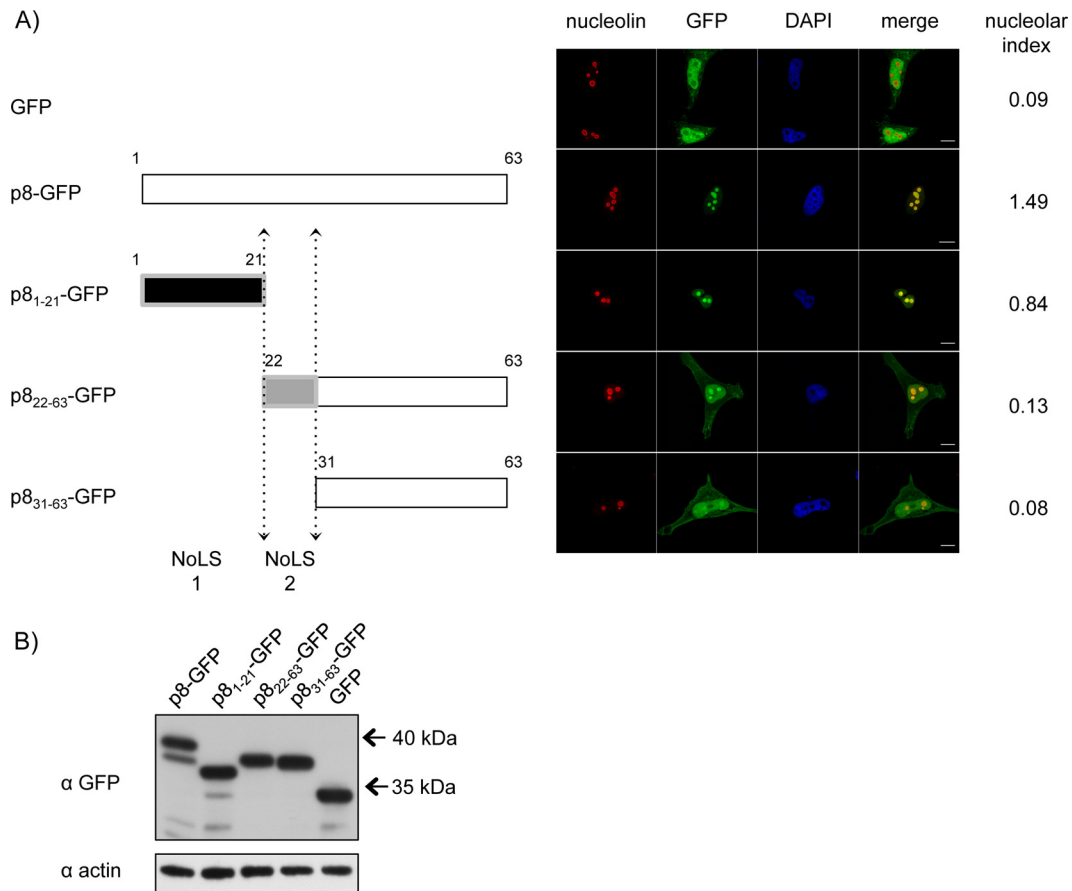 A)
nucleolin GFP DAPI merge nucleolar index
GFP
0.09
1 63
p8-GFP
1.49
1 21
p8₁₋₂₁-GFP
0.84
22 63
p8₂₂₋₆₃-GFP
0.13
31 63
p8₃₁₋₆₃-GFP
0.08
NoLS 1
NoLS 2
B)
p8-GFP
p8₁₋₂₁-GFP
p8₂₂₋₆₃-GFP
p8₃₁₋₆₃-GFP
GFP
40 kDa
α GFP
35 kDa
α actin